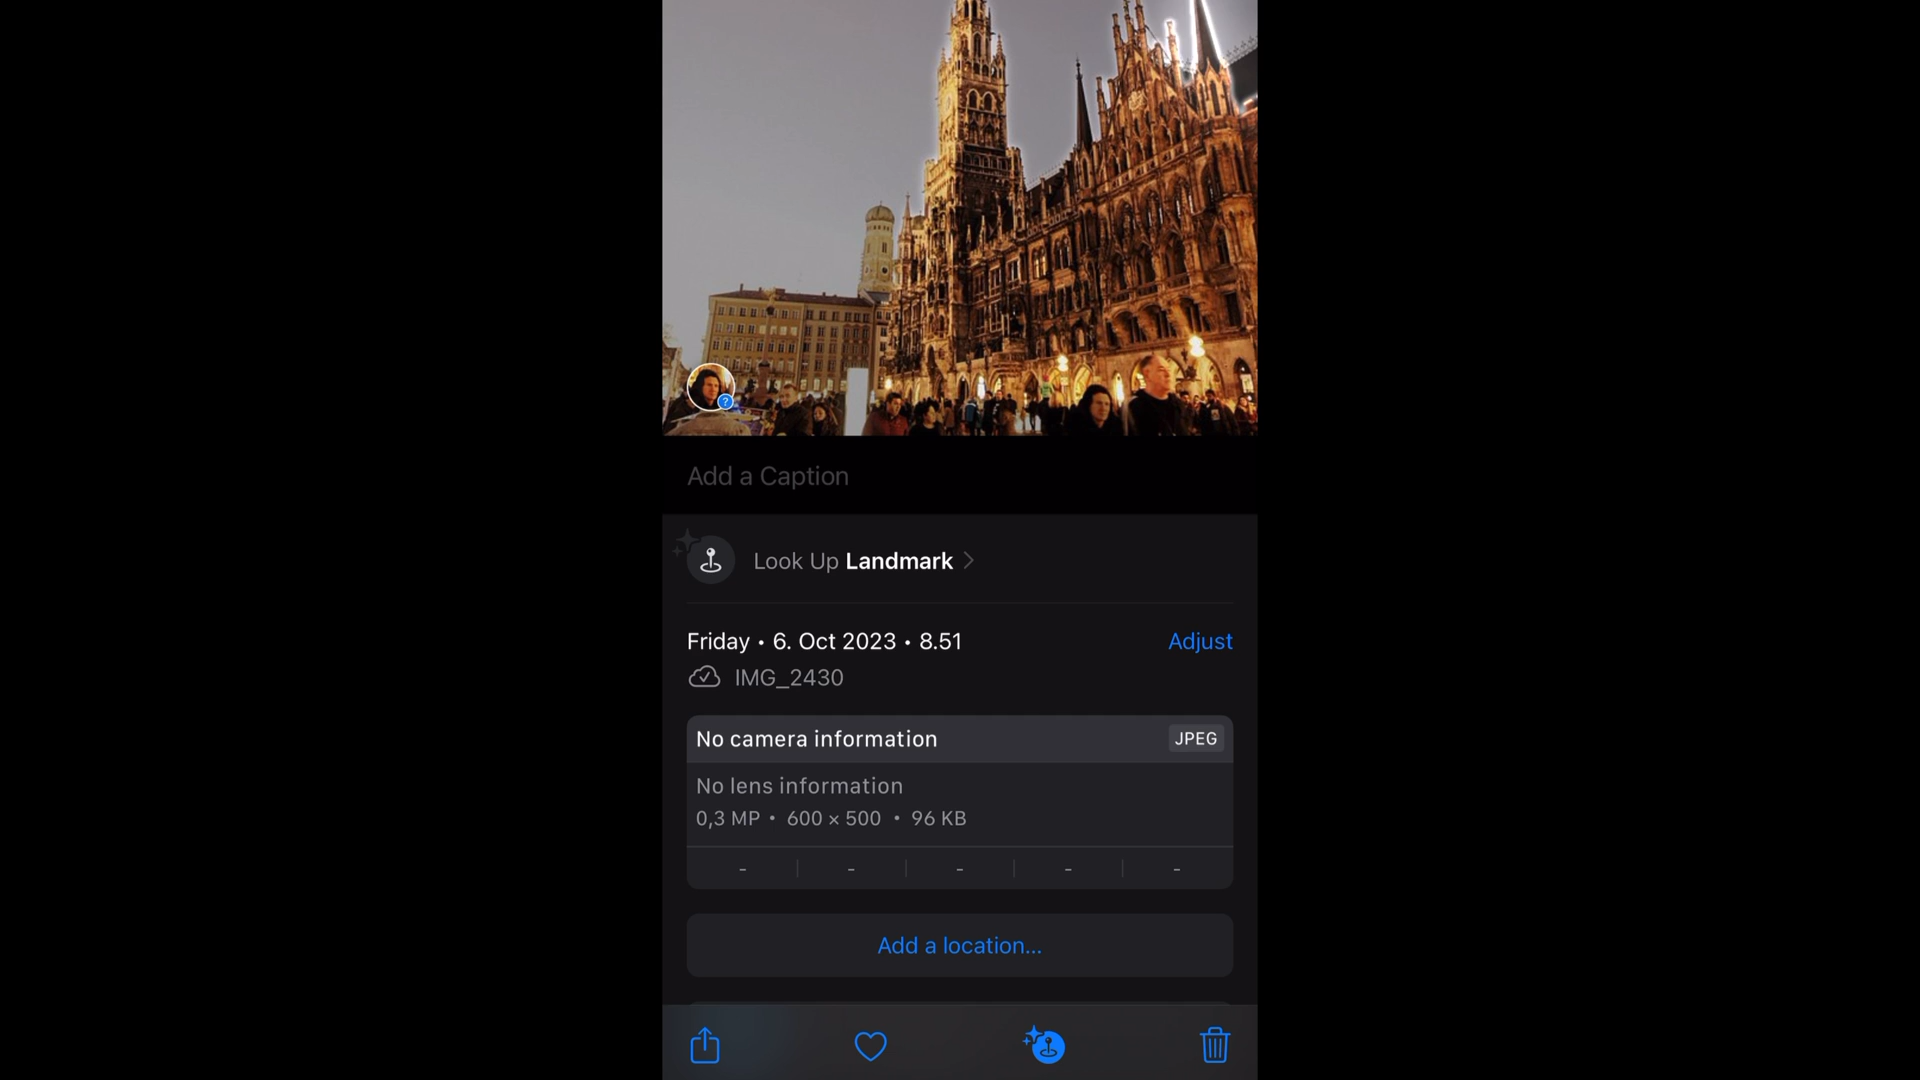 Add a Caption
Look Up Landmark
Friday • 6. Oct 2023 • 8.51
Adjust
IMG_2430
No camera information
JPEG
No lens information
0,3 MP • 600 × 500 • 96 KB
- - - - -
Add a location...